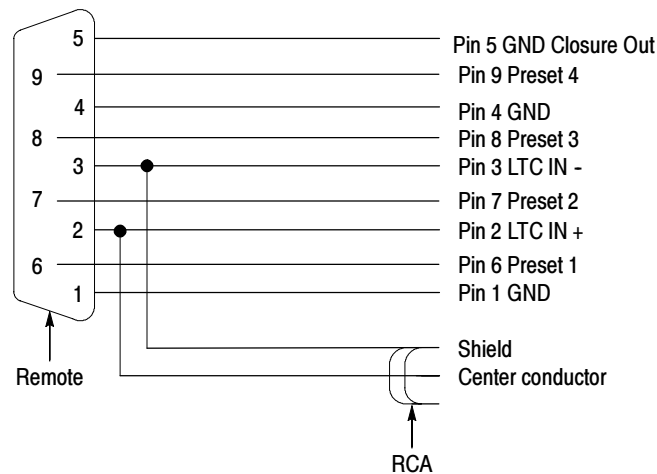 5 Pin 5 GND Closure Out
9 Pin 9 Preset 4
4 Pin 4 GND
8 Pin 8 Preset 3
3 Pin 3 LTC IN -
7 Pin 7 Preset 2
2 Pin 2 LTC IN +
6 Pin 6 Preset 1
1 Pin 1 GND
Shield
Remote Center conductor
RCA